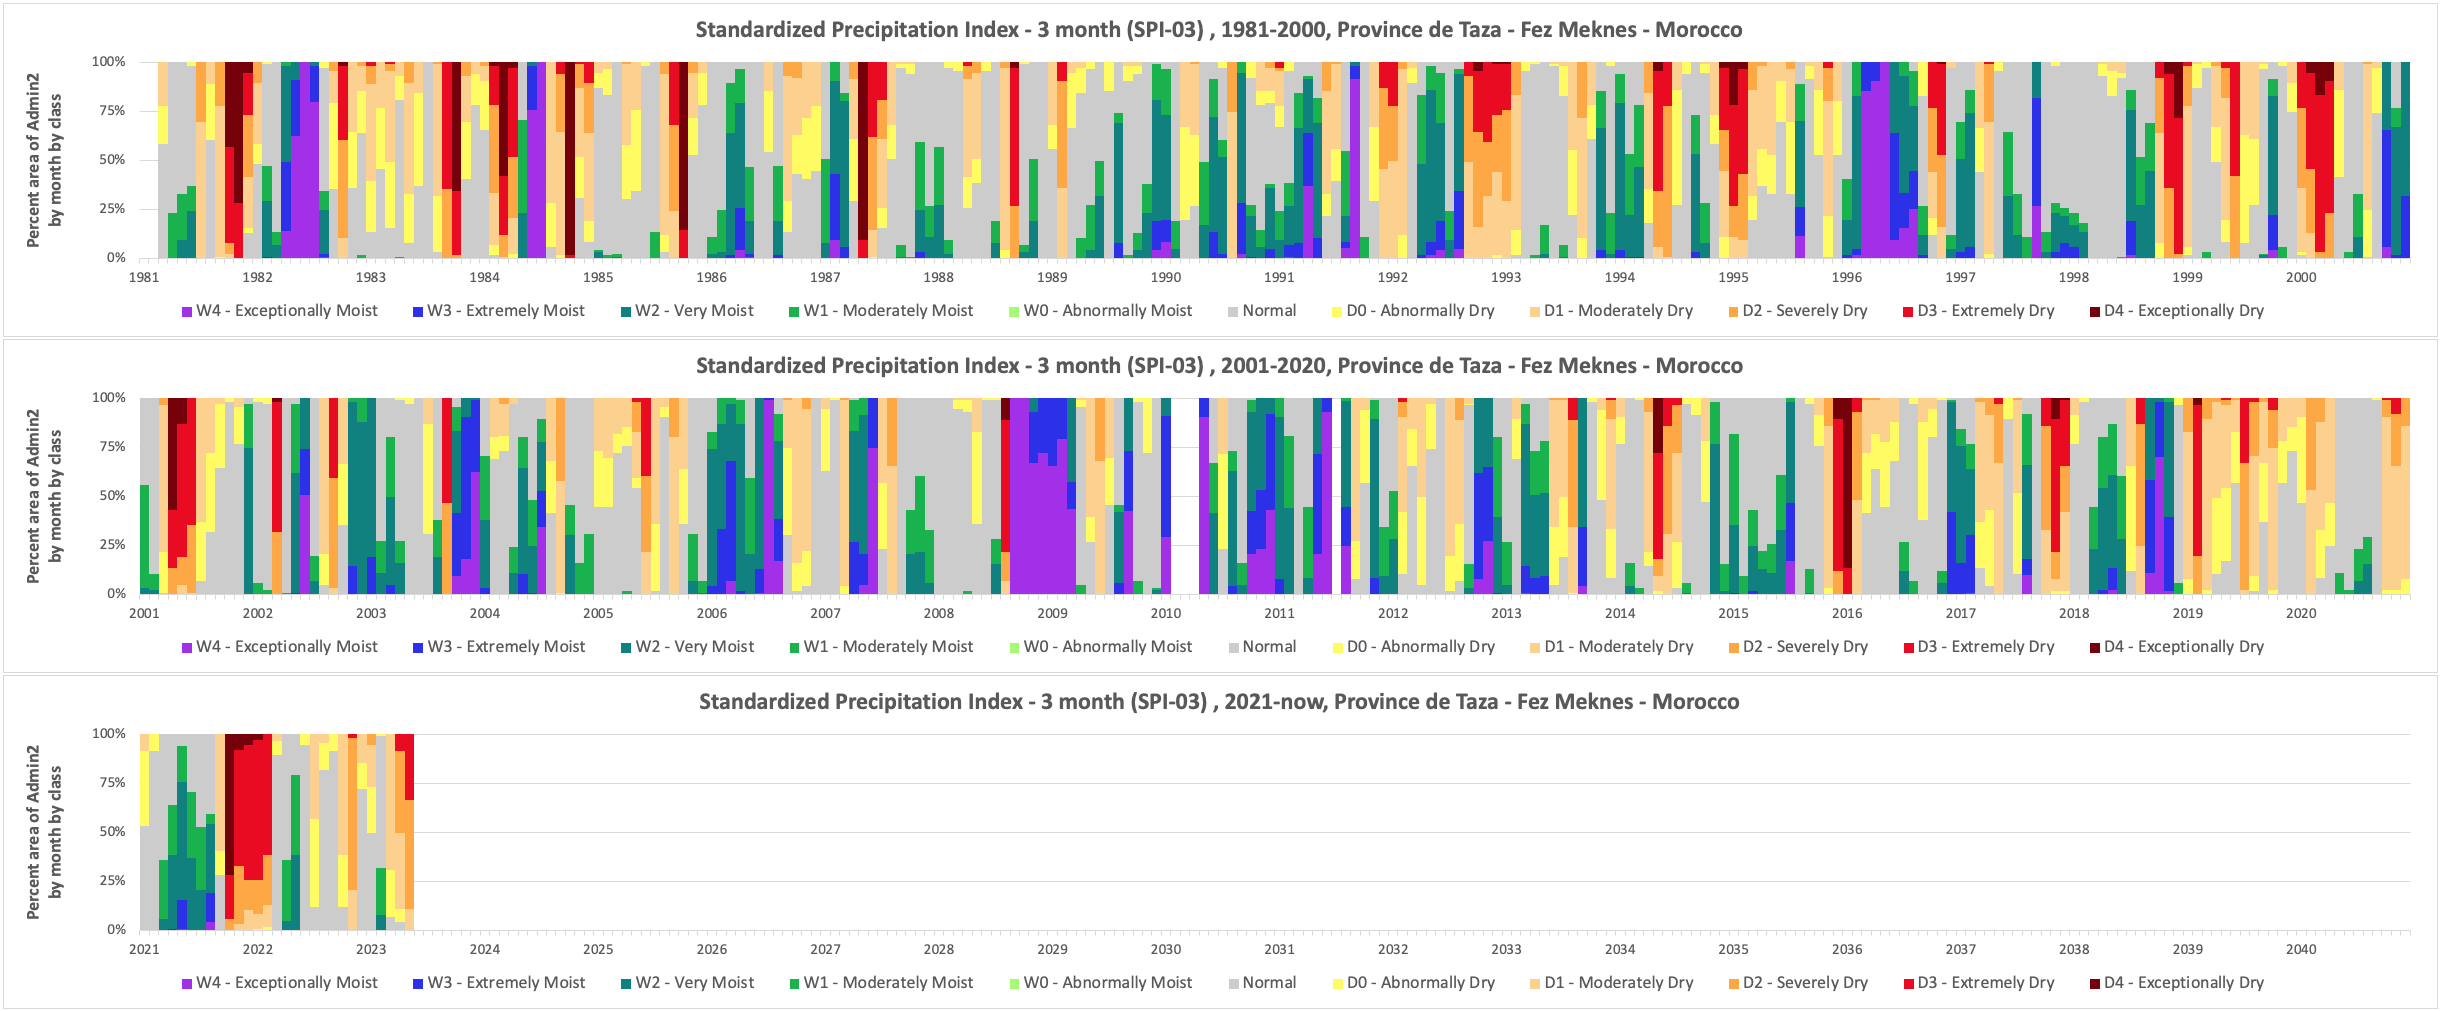 Standardized Precipitation Index - 3 month (SPI-03) , 1981-2000, Province de Taza - Fez Meknes - Morocco
Percent area of Admin2
by month by class
100%
75%
50%
25%
0%
1981 1982 1983 1984 1985 1986 1987 1988 1989 1990 1991 1992 1993 1994 1995 1996 1997 1998 1999 2000
W4 - Exceptionally Moist W3 - Extremely Moist W2 - Very Moist W1 - Moderately Moist W0 - Abnormally Moist Normal D0 - Abnormally Dry D1 - Moderately Dry D2 - Severely Dry D3 - Extremely Dry D4 - Exceptionally Dry
Standardized Precipitation Index - 3 month (SPI-03) , 2001-2020, Province de Taza - Fez Meknes - Morocco
Percent area of Admin2
by month by class
100%
75%
50%
25%
0%
2001 2002 2003 2004 2005 2006 2007 2008 2009 2010 2011 2012 2013 2014 2015 2016 2017 2018 2019 2020
W4 - Exceptionally Moist W3 - Extremely Moist W2 - Very Moist W1 - Moderately Moist W0 - Abnormally Moist Normal D0 - Abnormally Dry D1 - Moderately Dry D2 - Severely Dry D3 - Extremely Dry D4 - Exceptionally Dry
Standardized Precipitation Index - 3 month (SPI-03) , 2021-now, Province de Taza - Fez Meknes - Morocco
Percent area of Admin2
by month by class
100%
75%
50%
25%
0%
2021 2022 2023 2024 2025 2026 2027 2028 2029 2030 2031 2032 2033 2034 2035 2036 2037 2038 2039 2040
W4 - Exceptionally Moist W3 - Extremely Moist W2 - Very Moist W1 - Moderately Moist W0 - Abnormally Moist Normal D0 - Abnormally Dry D1 - Moderately Dry D2 - Severely Dry D3 - Extremely Dry D4 - Exceptionally Dry